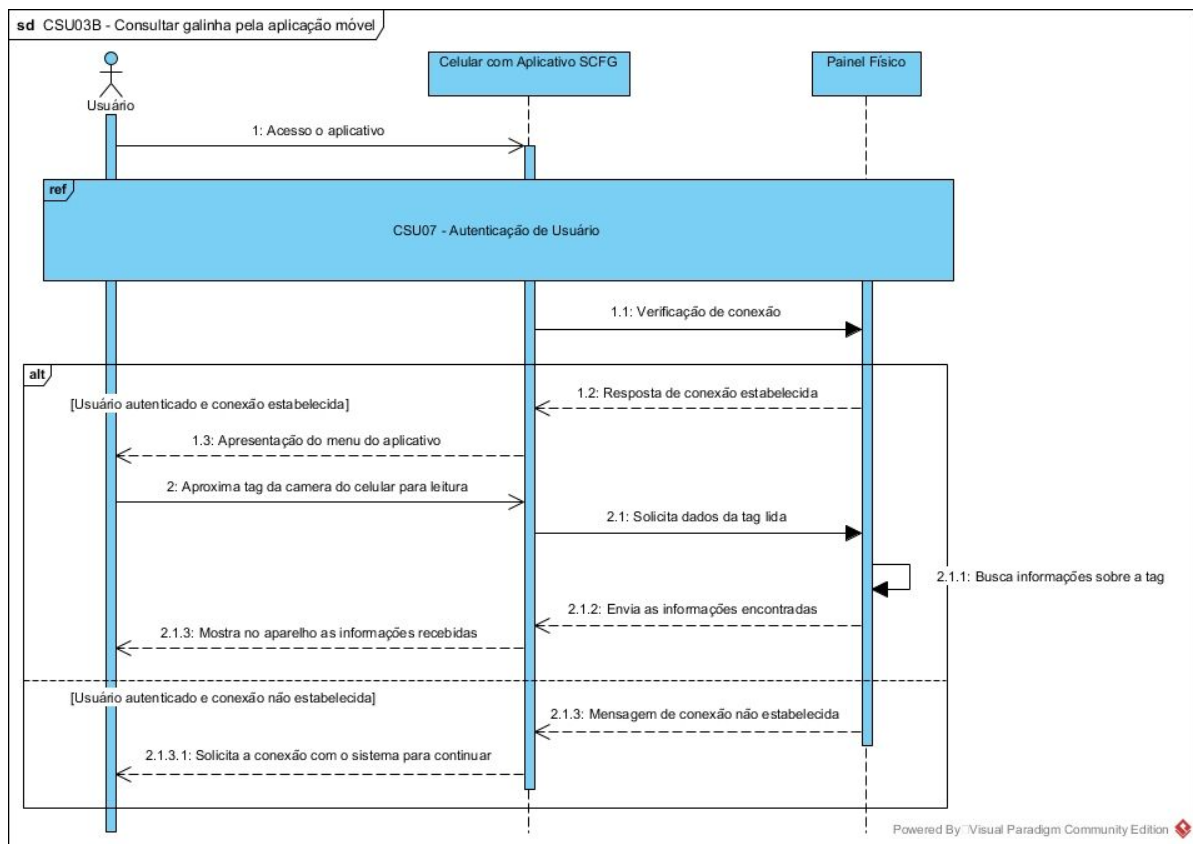 sd CSU03B - Consultar galinha pela aplicação móvel
Usuário
Celular com Aplicativo SCFG
Painel Físico
1: Acesso o aplicativo
ref
CSU07 - Autenticação de Usuário
1.1: Verificação de conexão
alt
[Usuário autenticado e conexão estabelecida]
1.2: Resposta de conexão estabelecida
1.3: Apresentação do menu do aplicativo
2: Aproxima tag da camera do celular para leitura
2.1: Solicita dados da tag lida
2.1.1: Busca informações sobre a tag
2.1.2: Envia as informações encontradas
2.1.3: Mostra no aparelho as informações recebidas
[Usuário autenticado e conexão não estabelecida]
2.1.3: Mensagem de conexão não estabelecida
2.1.3.1: Solicita a conexão com o sistema para continuar
Powered By Visual Paradigm Community Edition